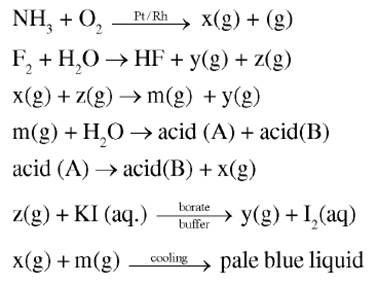 NH₃ + O₂ —Pt/Rh→ x(g) + (g)
F₂ + H₂O → HF + y(g) + z(g)
x(g) + z(g) → m(g) + y(g)
m(g) + H₂O → acid (A) + acid(B)
acid (A) → acid(B) + x(g)
z(g) + KI (aq.) —borate buffer→ y(g) + I₂(aq)
x(g) + m(g) —cooling→ pale blue liquid